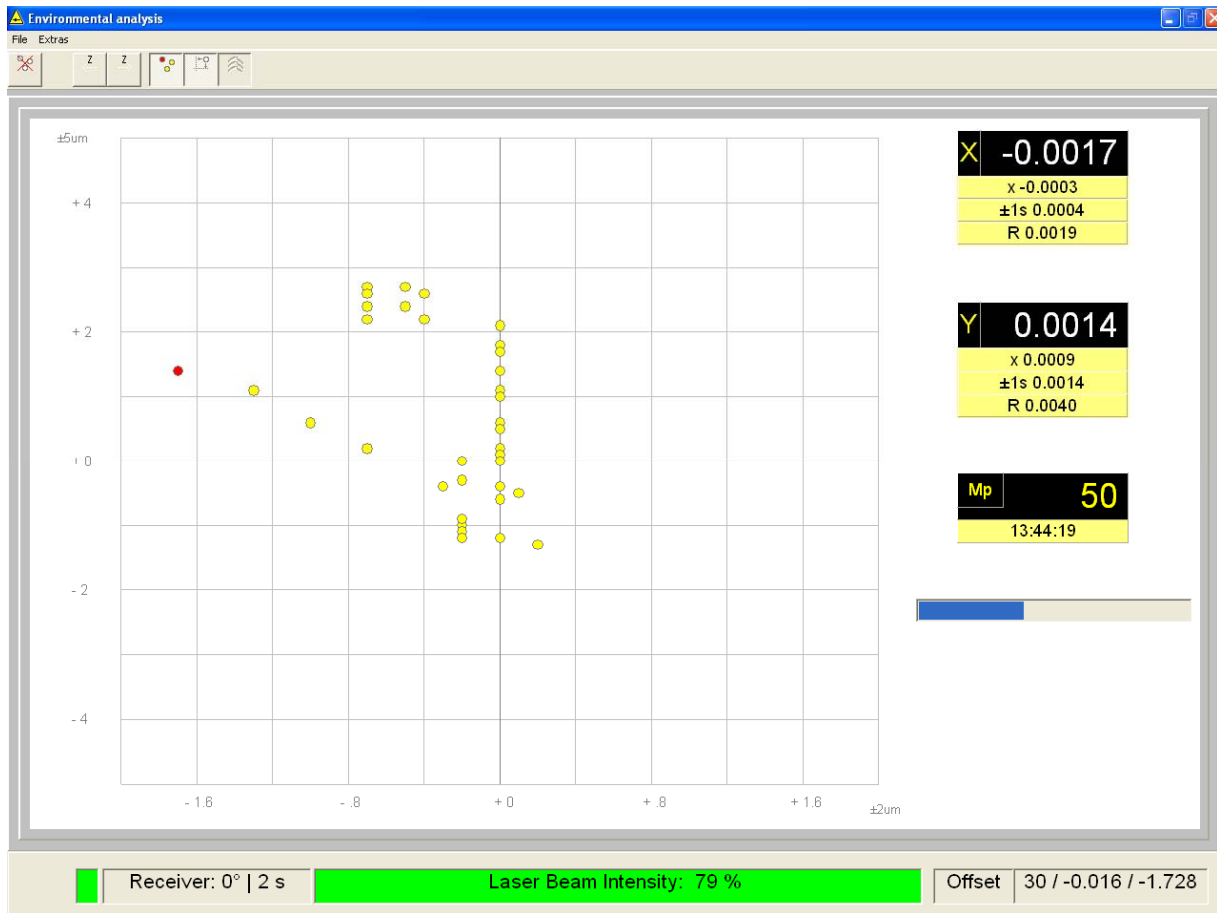 Environmental analysis
File Extras
Z Z
±5um
+ 4
+ 2
+ 0
- 2
- 4
- 1.6 - .8 + 0 + .8 + 1.6
±2um
X -0.0017
x -0.0003
±1s 0.0004
R 0.0019
Y 0.0014
x 0.0009
±1s 0.0014
R 0.0040
Mp 50
13:44:19
Receiver: 0° | 2 s Laser Beam Intensity: 79 % Offset 30 / -0.016 / -1.728